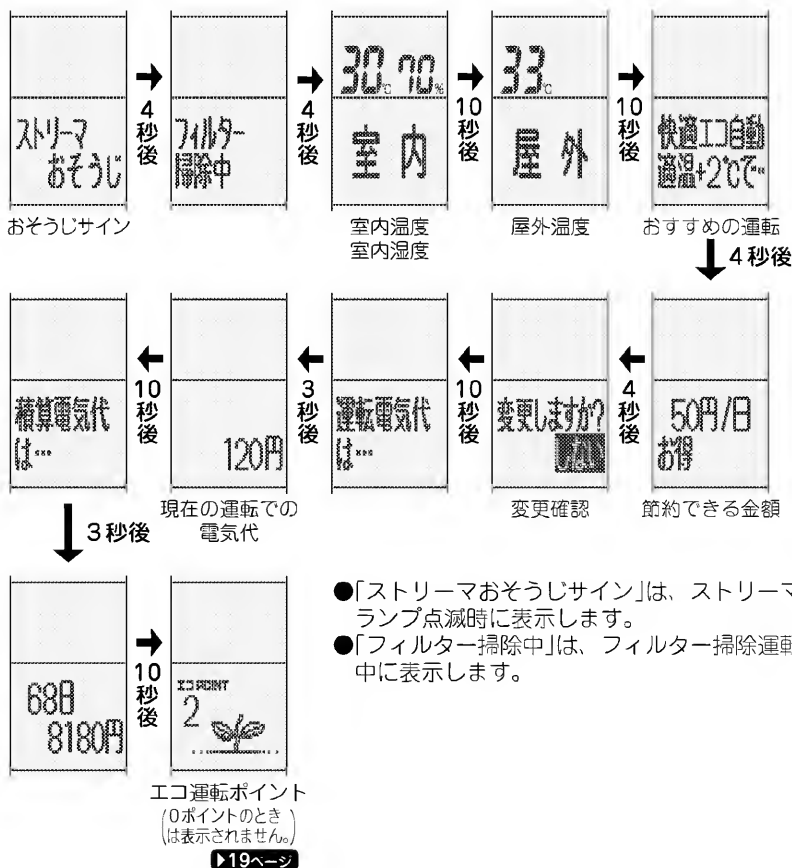 ストリーマ
おそうじ
おそうじサイン
4秒後
フィルター
掃除中
4秒後
30℃ 70%
室内
室内温度
室内湿度
10秒後
33℃
屋外
屋外温度
10秒後
快適エコ自動
適温+2℃で…
おすすめの運転
4秒後
50円/日
お得
節約できる金額
4秒後
変更しますか?
変更確認
10秒後
運転電気代
は…
3秒後
120円
現在の運転での
電気代
10秒後
積算電気代
は…
3秒後
68日
8180円
10秒後
エコPOINT
2
エコ運転ポイント
(0ポイントのとき
は表示されません。)
▶19ページ
●「ストリーマおそうじサイン」は、ストリーマ
ランプ点滅時に表示します。
●「フィルター掃除中」は、フィルター掃除運転
中に表示します。